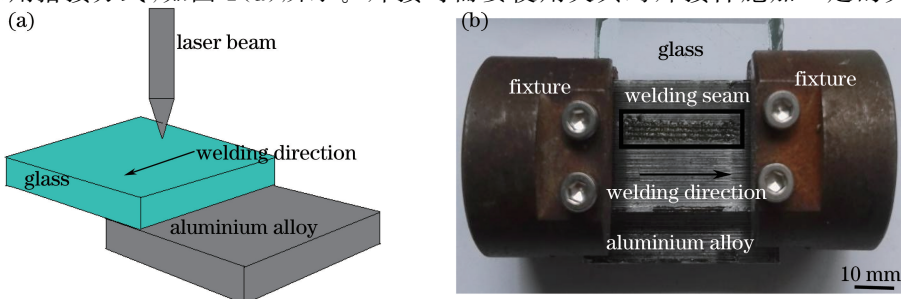 (a)
laser beam
welding direction
glass
aluminium alloy
(b)
glass
fixture
fixture
welding seam
welding direction
aluminium alloy
10 mm